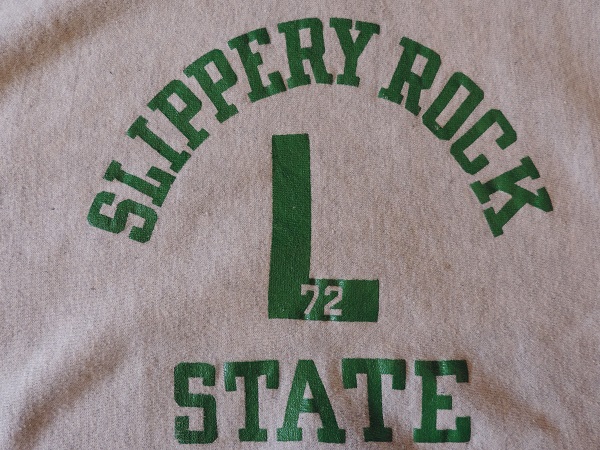 SLIPPERY ROCK
L
72
STATE